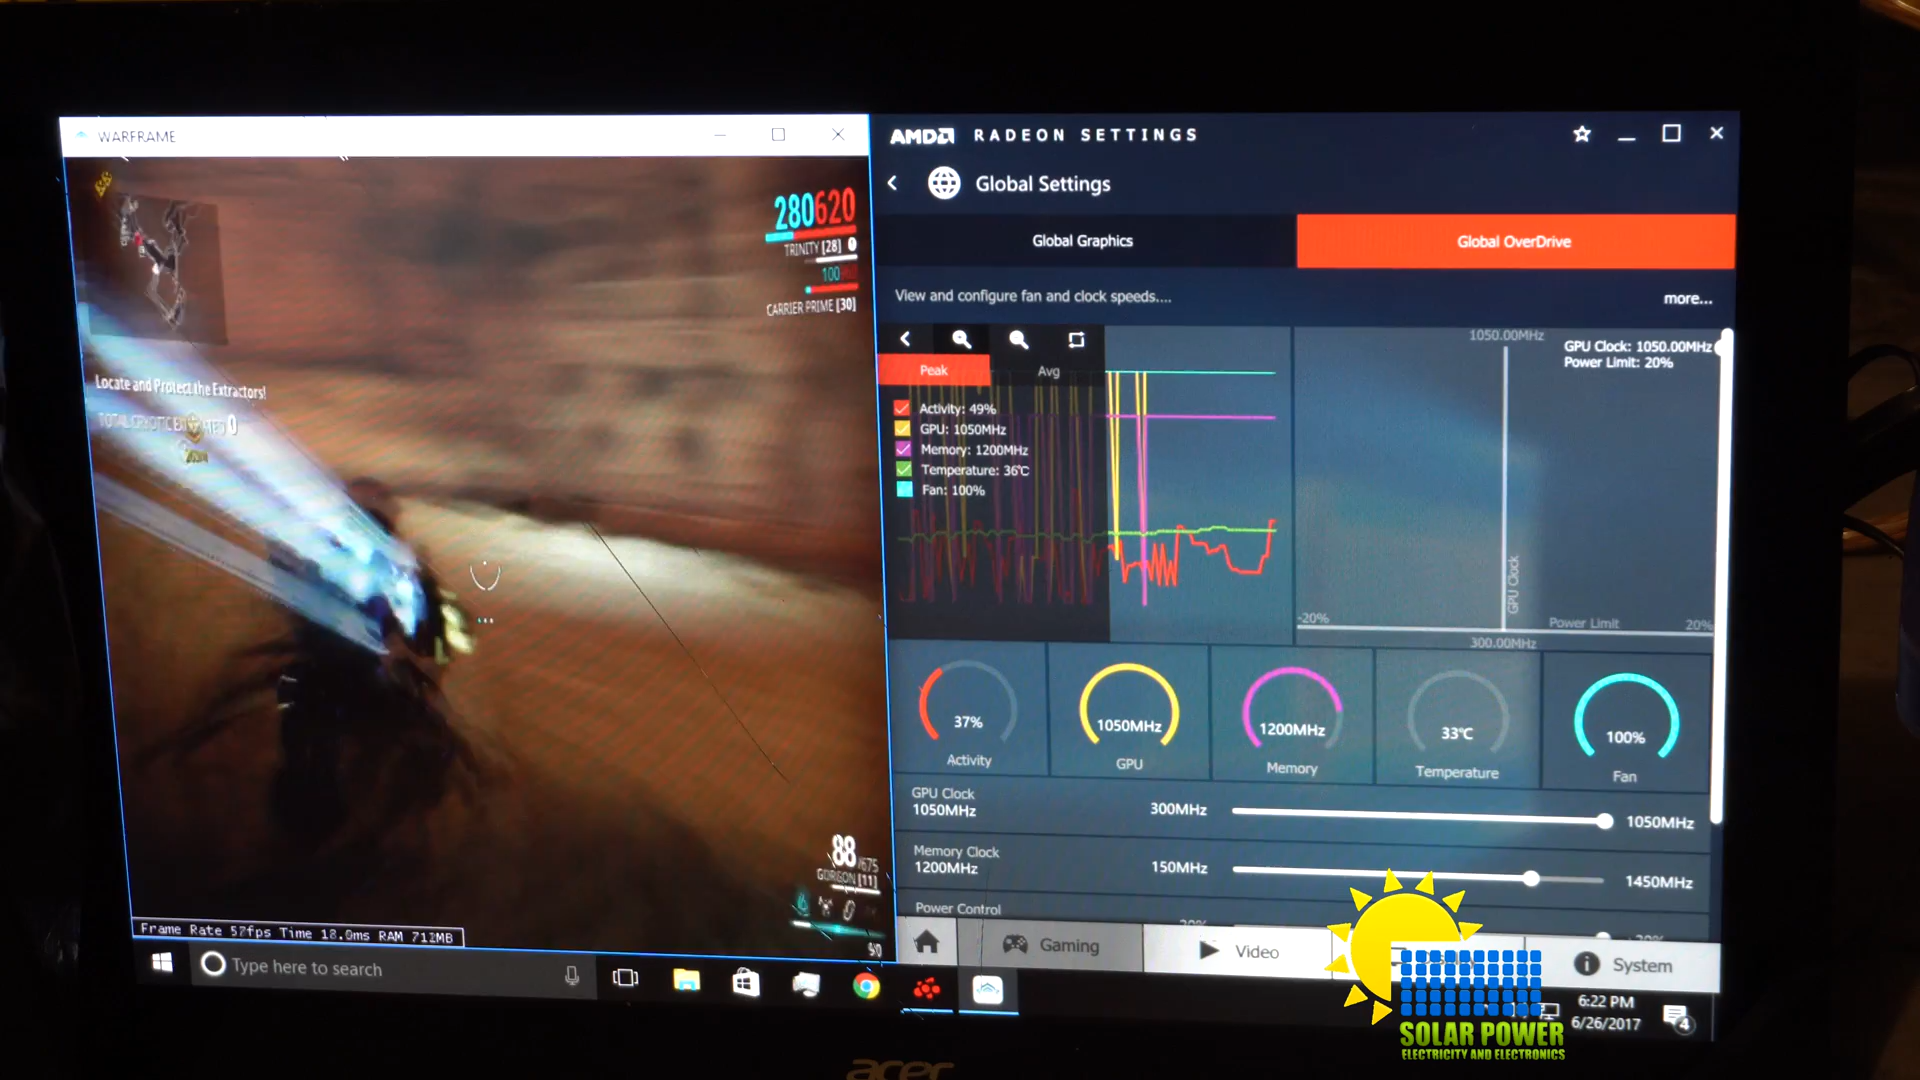 WARFRAME
280620
TRINITY [28]
100
CARRIER PRIME [30]
Locate and Protect the Extractors!
88 /675
GORGON [11]
Frame Rate 57fps Time 18.0ms RAM 712MB
AMD RADEON SETTINGS
Global Settings
Global Graphics
Global OverDrive
View and configure fan and clock speeds....
more...
Peak
Avg
Activity: 49%
GPU: 1050MHz
Memory: 1200MHz
Temperature: 36°C
Fan: 100%
1050.00MHz
GPU Clock: 1050.00MHz
Power Limit: 20%
GPU Clock
-20%
Power Limit
20%
300.00MHz
37%
Activity
1050MHz
GPU
1200MHz
Memory
33°C
Temperature
100%
Fan
GPU Clock
1050MHz
300MHz
1050MHz
Memory Clock
1200MHz
150MHz
1450MHz
Power Control
Gaming
Video
System
Type here to search
6:22 PM
6/26/2017
4
SOLAR POWER
ELECTRICITY AND ELECTRONICS
acer